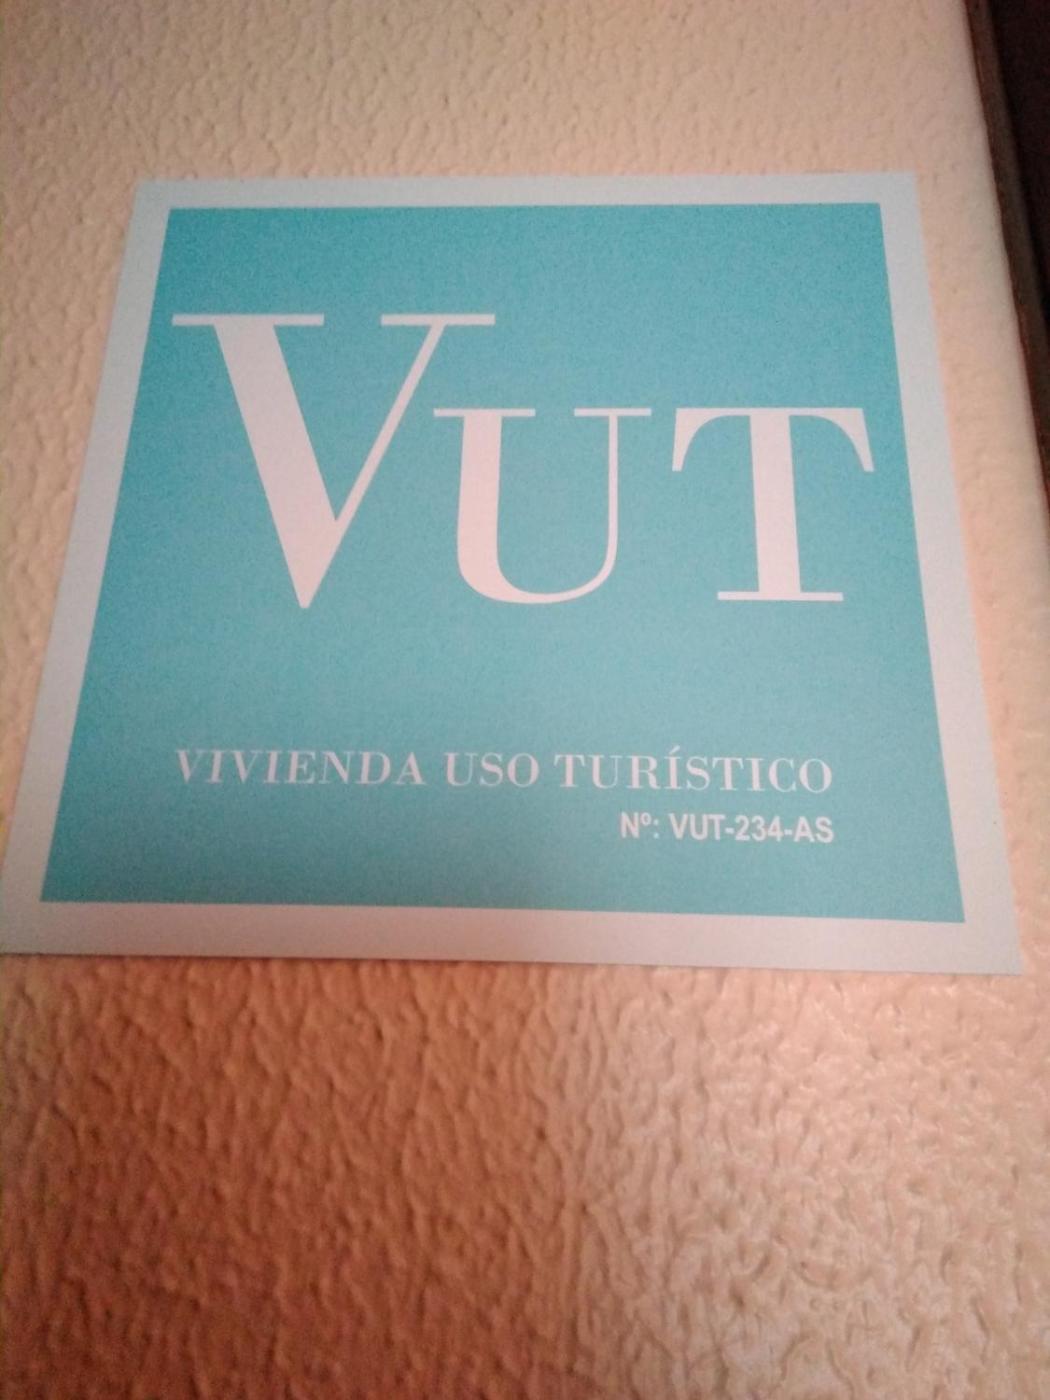 VUT
VIVIENDA USO TURÍSTICO
Nº: VUT-234-AS